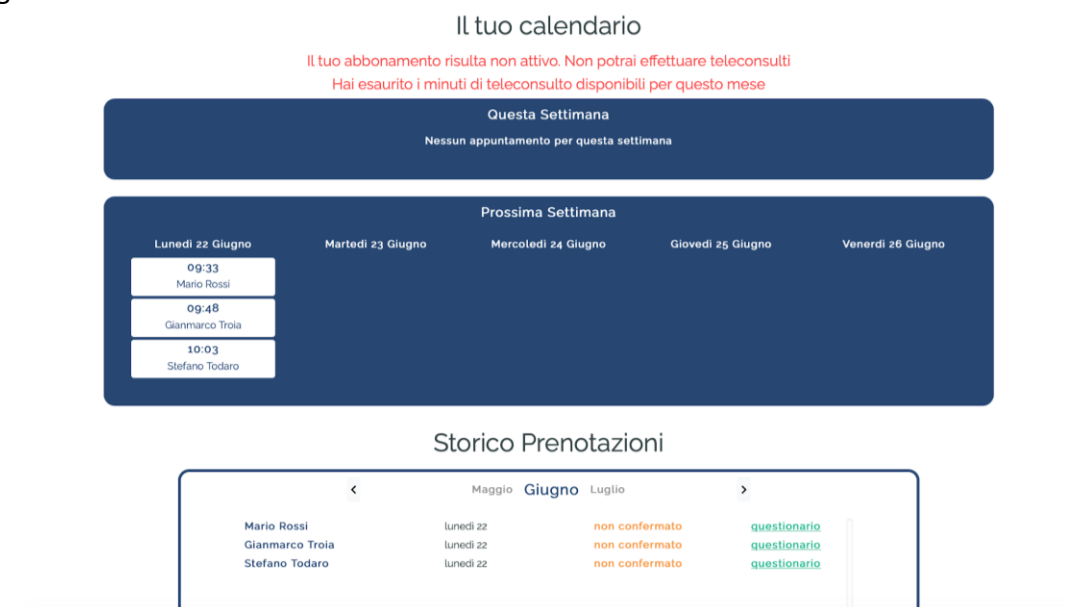 Il tuo calendario
Il tuo abbonamento risulta non attivo. Non potrai effettuare teleconsulti
Hai esaurito i minuti di teleconsulto disponibili per questo mese
Questa Settimana
Nessun appuntamento per questa settimana
Prossima Settimana
Lunedì 22 Giugno Martedì 23 Giugno Mercoledì 24 Giugno Giovedì 25 Giugno Venerdì 26 Giugno
09:33
Mario Rossi
09:48
Gianmarco Troia
10:03
Stefano Todaro
Storico Prenotazioni
< Maggio Giugno Luglio >
Mario Rossi lunedì 22 non confermato questionario
Gianmarco Troia lunedì 22 non confermato questionario
Stefano Todaro lunedì 22 non confermato questionario